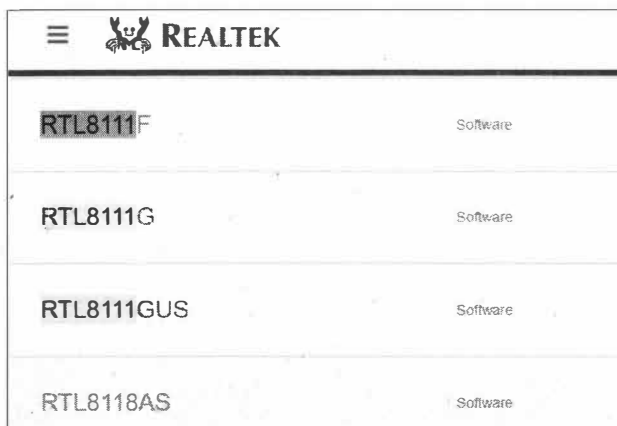 REALTEK
RTL8111F Software
RTL8111G Software
RTL8111GUS Software
RTL8118AS Software